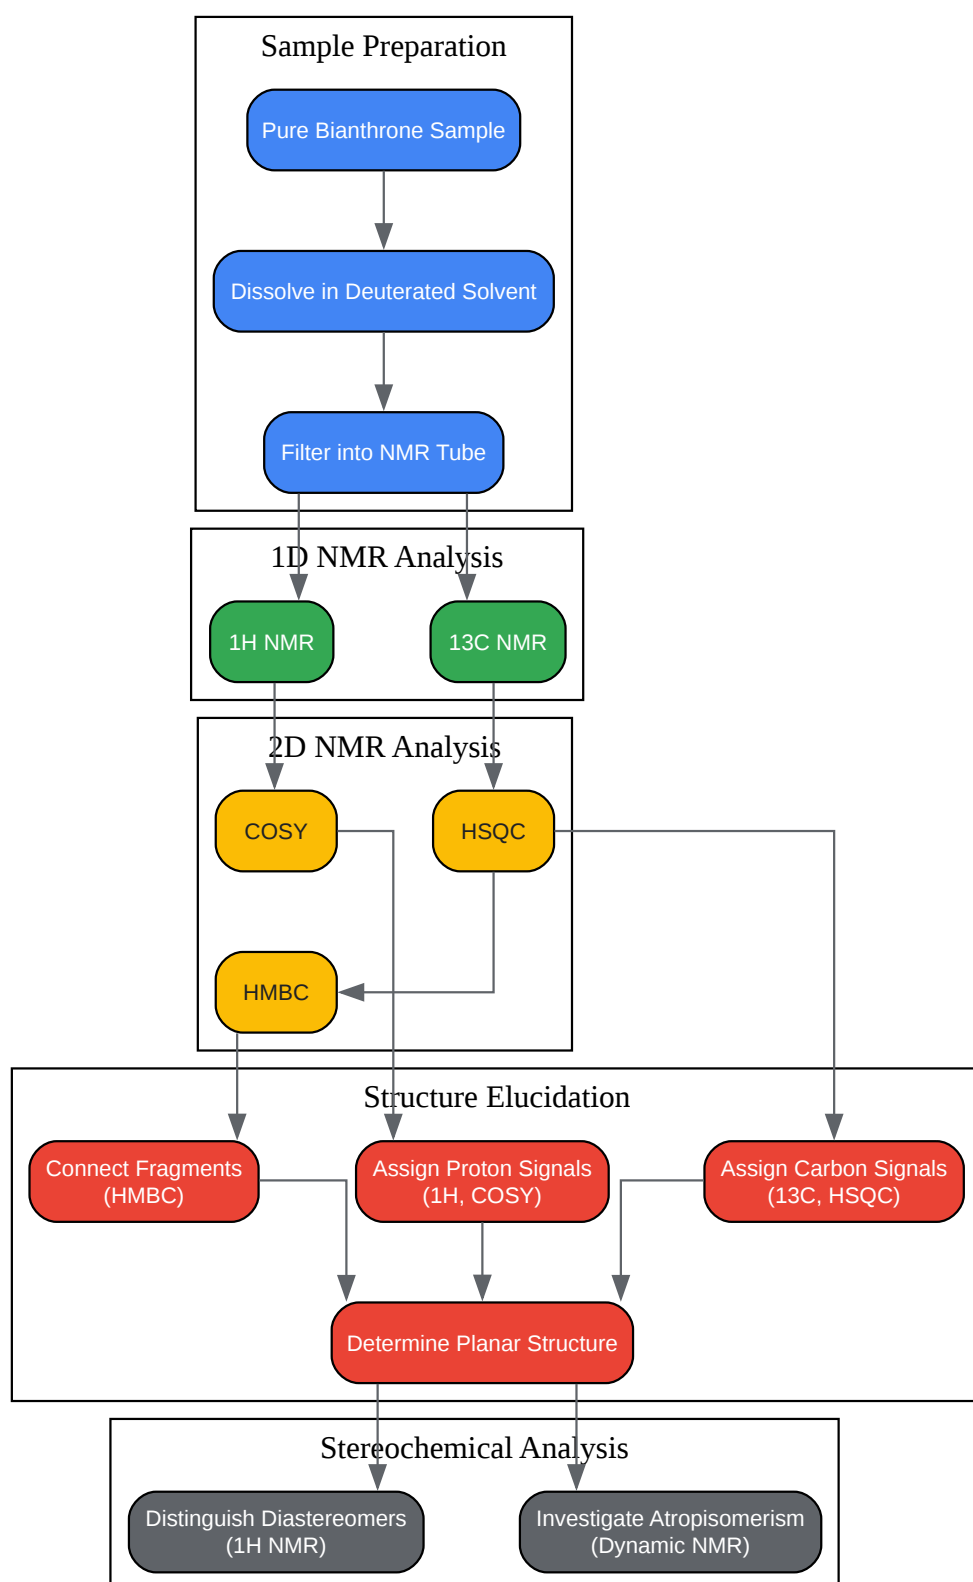 Sample Preparation
Pure Bianthrone Sample
Dissolve in Deuterated Solvent
Filter into NMR Tube
1D NMR Analysis
1H NMR
13C NMR
2D NMR Analysis
COSY
HSQC
HMBC
Structure Elucidation
Connect Fragments
(HMBC)
Assign Proton Signals
(1H, COSY)
Assign Carbon Signals
(13C, HSQC)
Determine Planar Structure
Stereochemical Analysis
Distinguish Diastereomers
(1H NMR)
Investigate Atropisomerism
(Dynamic NMR)